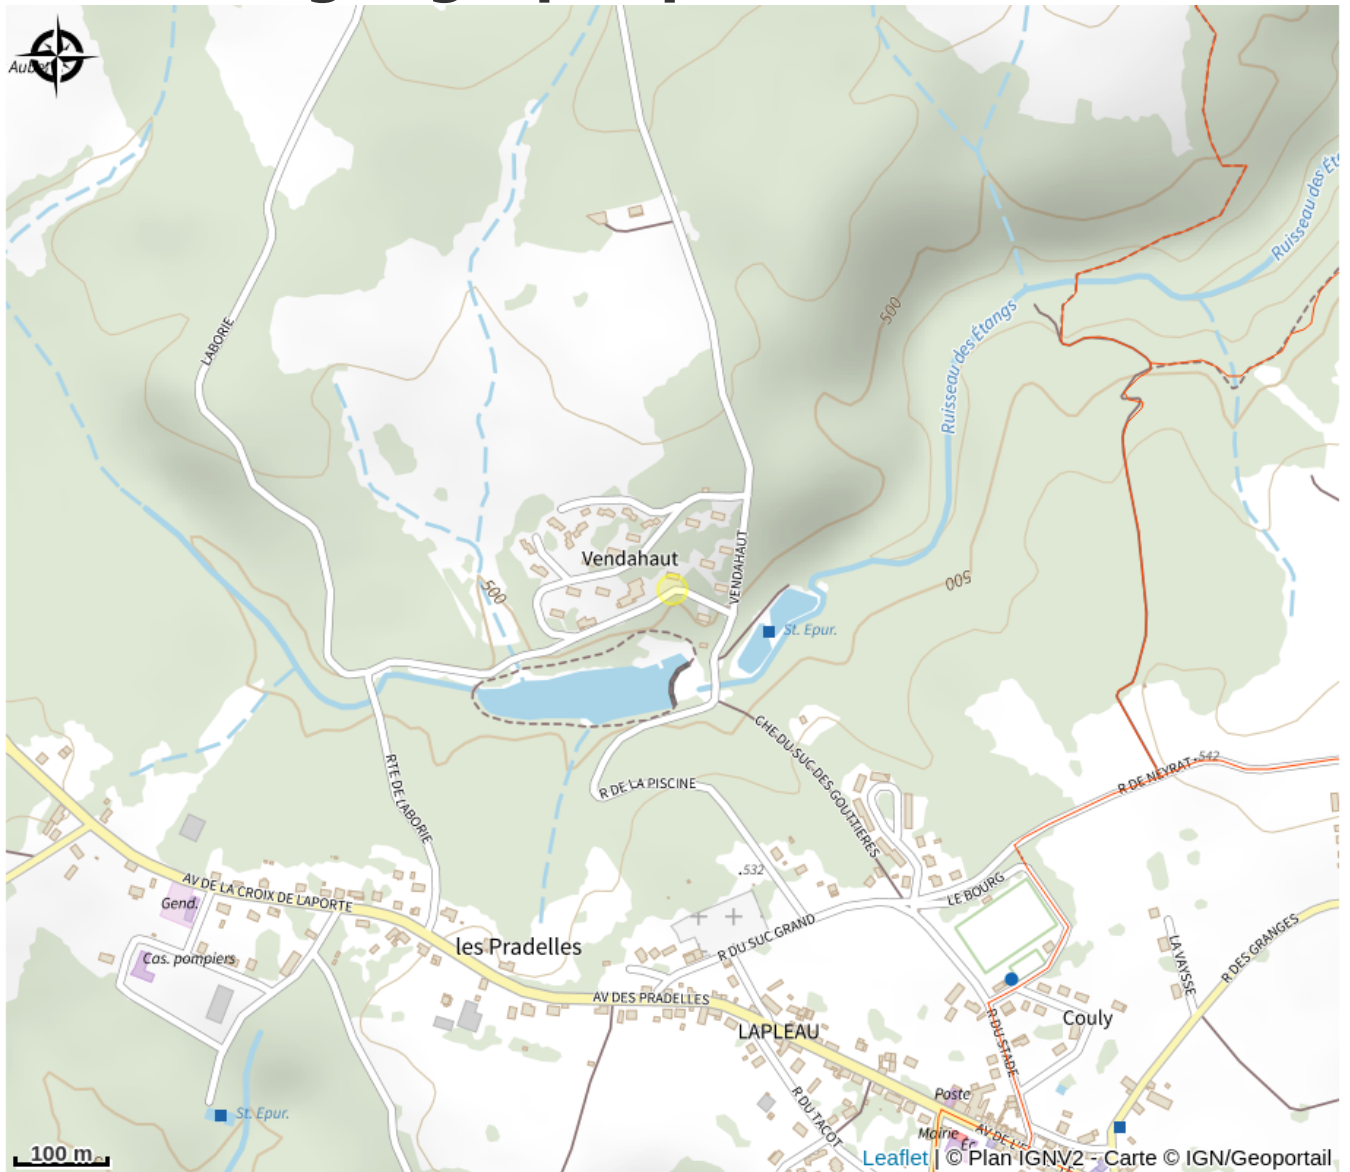 Ruisseau des Ét
Ruisseau des Étangs
500
LABORIE
Vendahaut
VENDAHAUT
500
500
St. Epur.
CHE DU SUC DES GOUTTIERES
RTE DE LABORIE
R DE LA PISCINE
R DE NEYRAT
.542
.532
AV DE LA CROIX DE LAPORTE
Gend.
LE BOURG
R DU SUC GRAND
les Pradelles
Cas. pompiers
LA VAYSSE
R DES GRANGES
AV DES PRADELLES
LAPLEAU
Couly
R DU STADE
Poste
R DU TACOT
St. Epur.
Mairie
Éc
100 m
Leaflet | © Plan IGNV2 - Carte © IGN/Geoportail